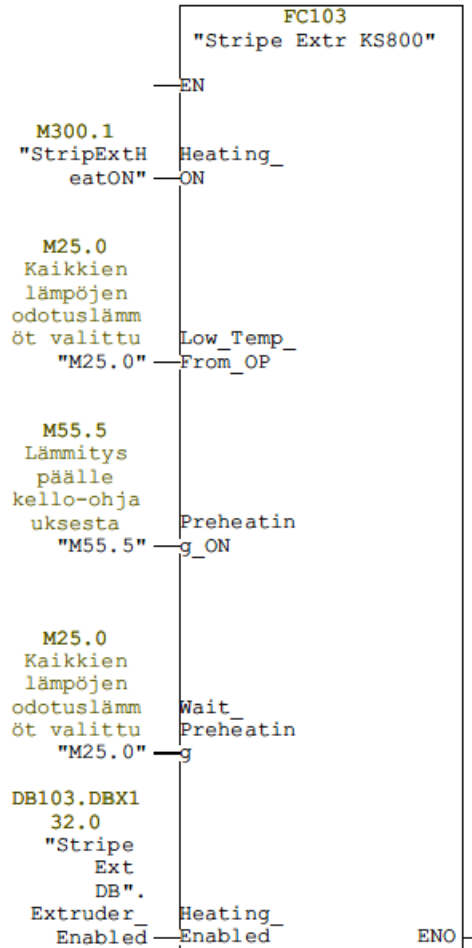 FC103
"Stripe Extr KS800"
EN
M300.1
"StripExtH
eatON"
Heating_
ON
M25.0
Kaikkien
lämpöjen
odotuslämm
öt valittu
"M25.0"
Low_Temp_
From_OP
M55.5
Lämmitys
päälle
kello-ohja
uksesta
"M55.5"
Preheatin
g_ON
M25.0
Kaikkien
lämpöjen
odotuslämm
öt valittu
"M25.0"
Wait_
Preheatin
g
DB103.DBX1
32.0
"Stripe
Ext
DB".
Extruder_
Enabled
Heating_
Enabled
ENO